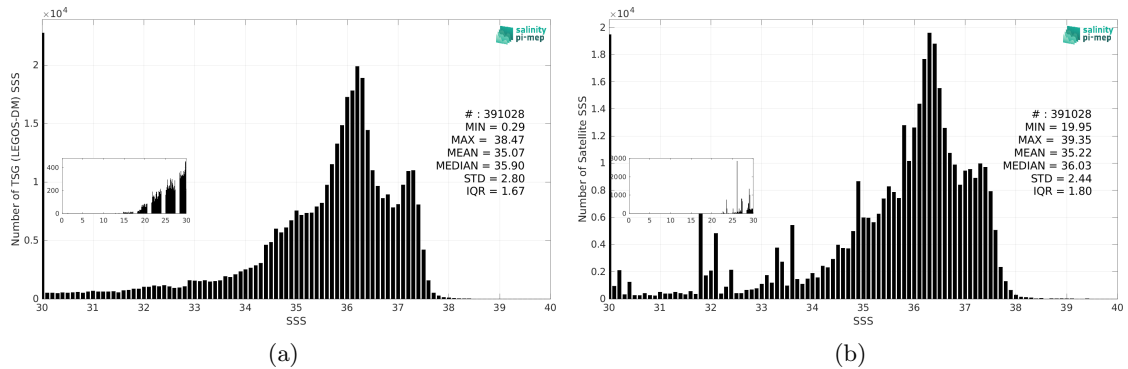 ×10⁴
salinity
pi-mep
Number of TSG (LEGOS-DM) SSS
2
1.5
1
0.5
0
# : 391028
MIN = 0.29
MAX = 38.47
MEAN = 35.07
MEDIAN = 35.90
STD = 2.80
IQR = 1.67
400
200
0
0 5 10 15 20 25 30
30 31 32 33 34 35 36 37 38 39 40
SSS
(a)
×10⁴
salinity
pi-mep
Number of Satellite SSS
2
1.8
1.6
1.4
1.2
1
0.8
0.6
0.4
0.2
0
# : 391028
MIN = 19.95
MAX = 39.35
MEAN = 35.22
MEDIAN = 36.03
STD = 2.44
IQR = 1.80
3000
2000
1000
0
0 5 10 15 20 25 30
30 31 32 33 34 35 36 37 38 39 40
SSS
(b)